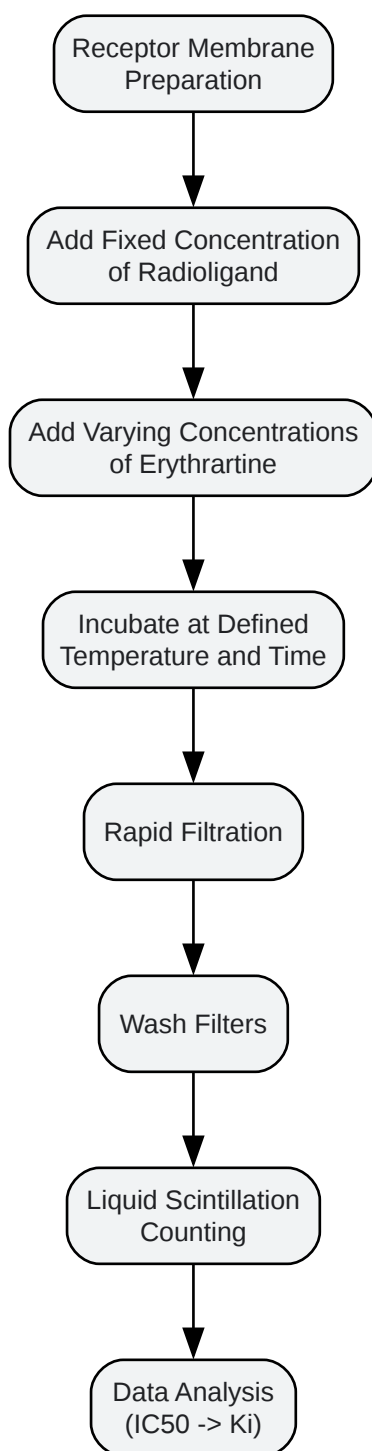 Receptor Membrane
Preparation
Add Fixed Concentration
of Radioligand
Add Varying Concentrations
of Erythrartine
Incubate at Defined
Temperature and Time
Rapid Filtration
Wash Filters
Liquid Scintillation
Counting
Data Analysis
(IC50 -> Ki)